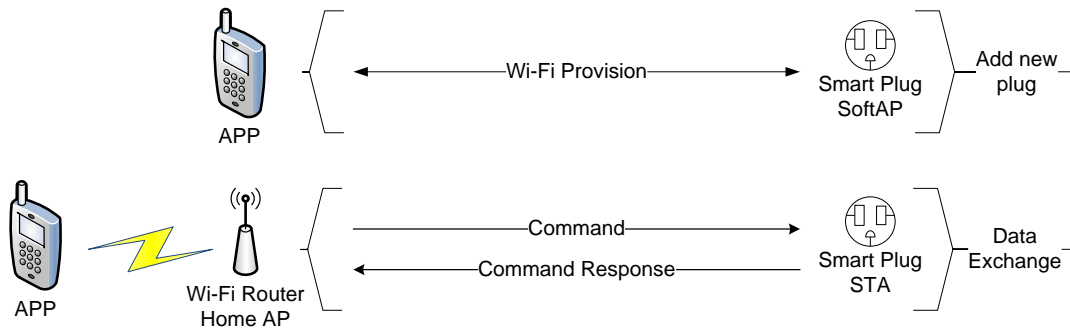 Wi-Fi Provision
Smart Plug
SoftAP
Add new
plug
APP
Command
Command Response
Smart Plug
STA
Data
Exchange
APP
Wi-Fi Router
Home AP